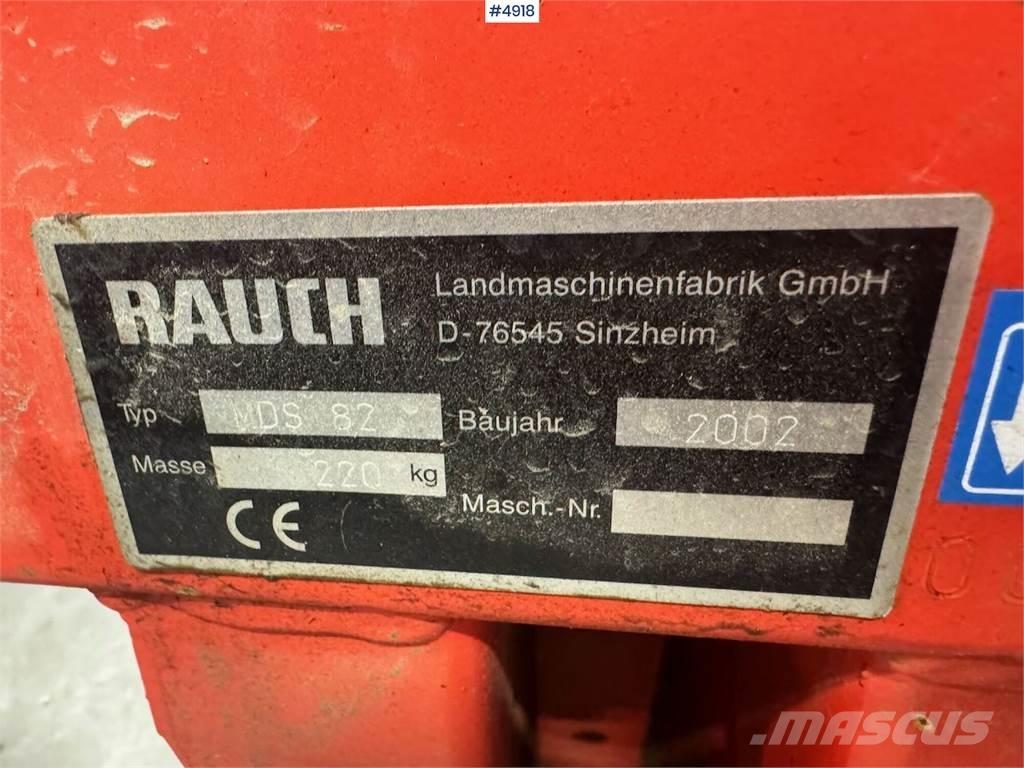 #4918
RAUCH
Landmaschinenfabrik GmbH
D-76545 Sinzheim
Typ MDS 82
Baujahr 2002
Masse 220 kg
Masch.-Nr.
CE
MASCUS